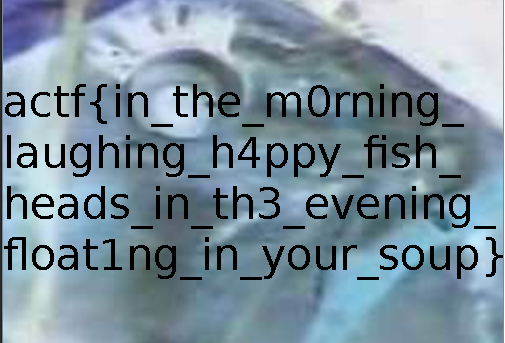 actf{in_the_m0rning_
laughing_h4ppy_fish_
heads_in_th3_evening_
float1ng_in_your_soup}